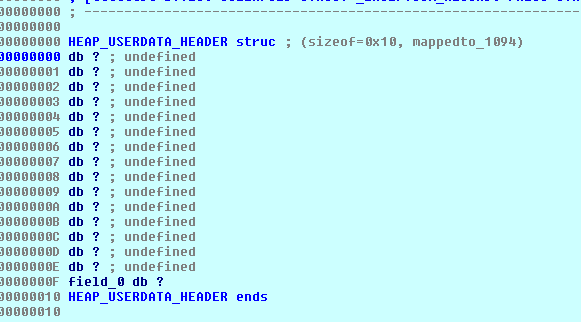 00000000 ;
00000000
00000000 HEAP_USERDATA_HEADER struc ; (sizeof=0x10, mappedto_1094)
00000000 db ? ; undefined
00000001 db ? ; undefined
00000002 db ? ; undefined
00000003 db ? ; undefined
00000004 db ? ; undefined
00000005 db ? ; undefined
00000006 db ? ; undefined
00000007 db ? ; undefined
00000008 db ? ; undefined
00000009 db ? ; undefined
0000000A db ? ; undefined
0000000B db ? ; undefined
0000000C db ? ; undefined
0000000D db ? ; undefined
0000000E db ? ; undefined
0000000F field_0 db ?
00000010 HEAP_USERDATA_HEADER ends
00000010